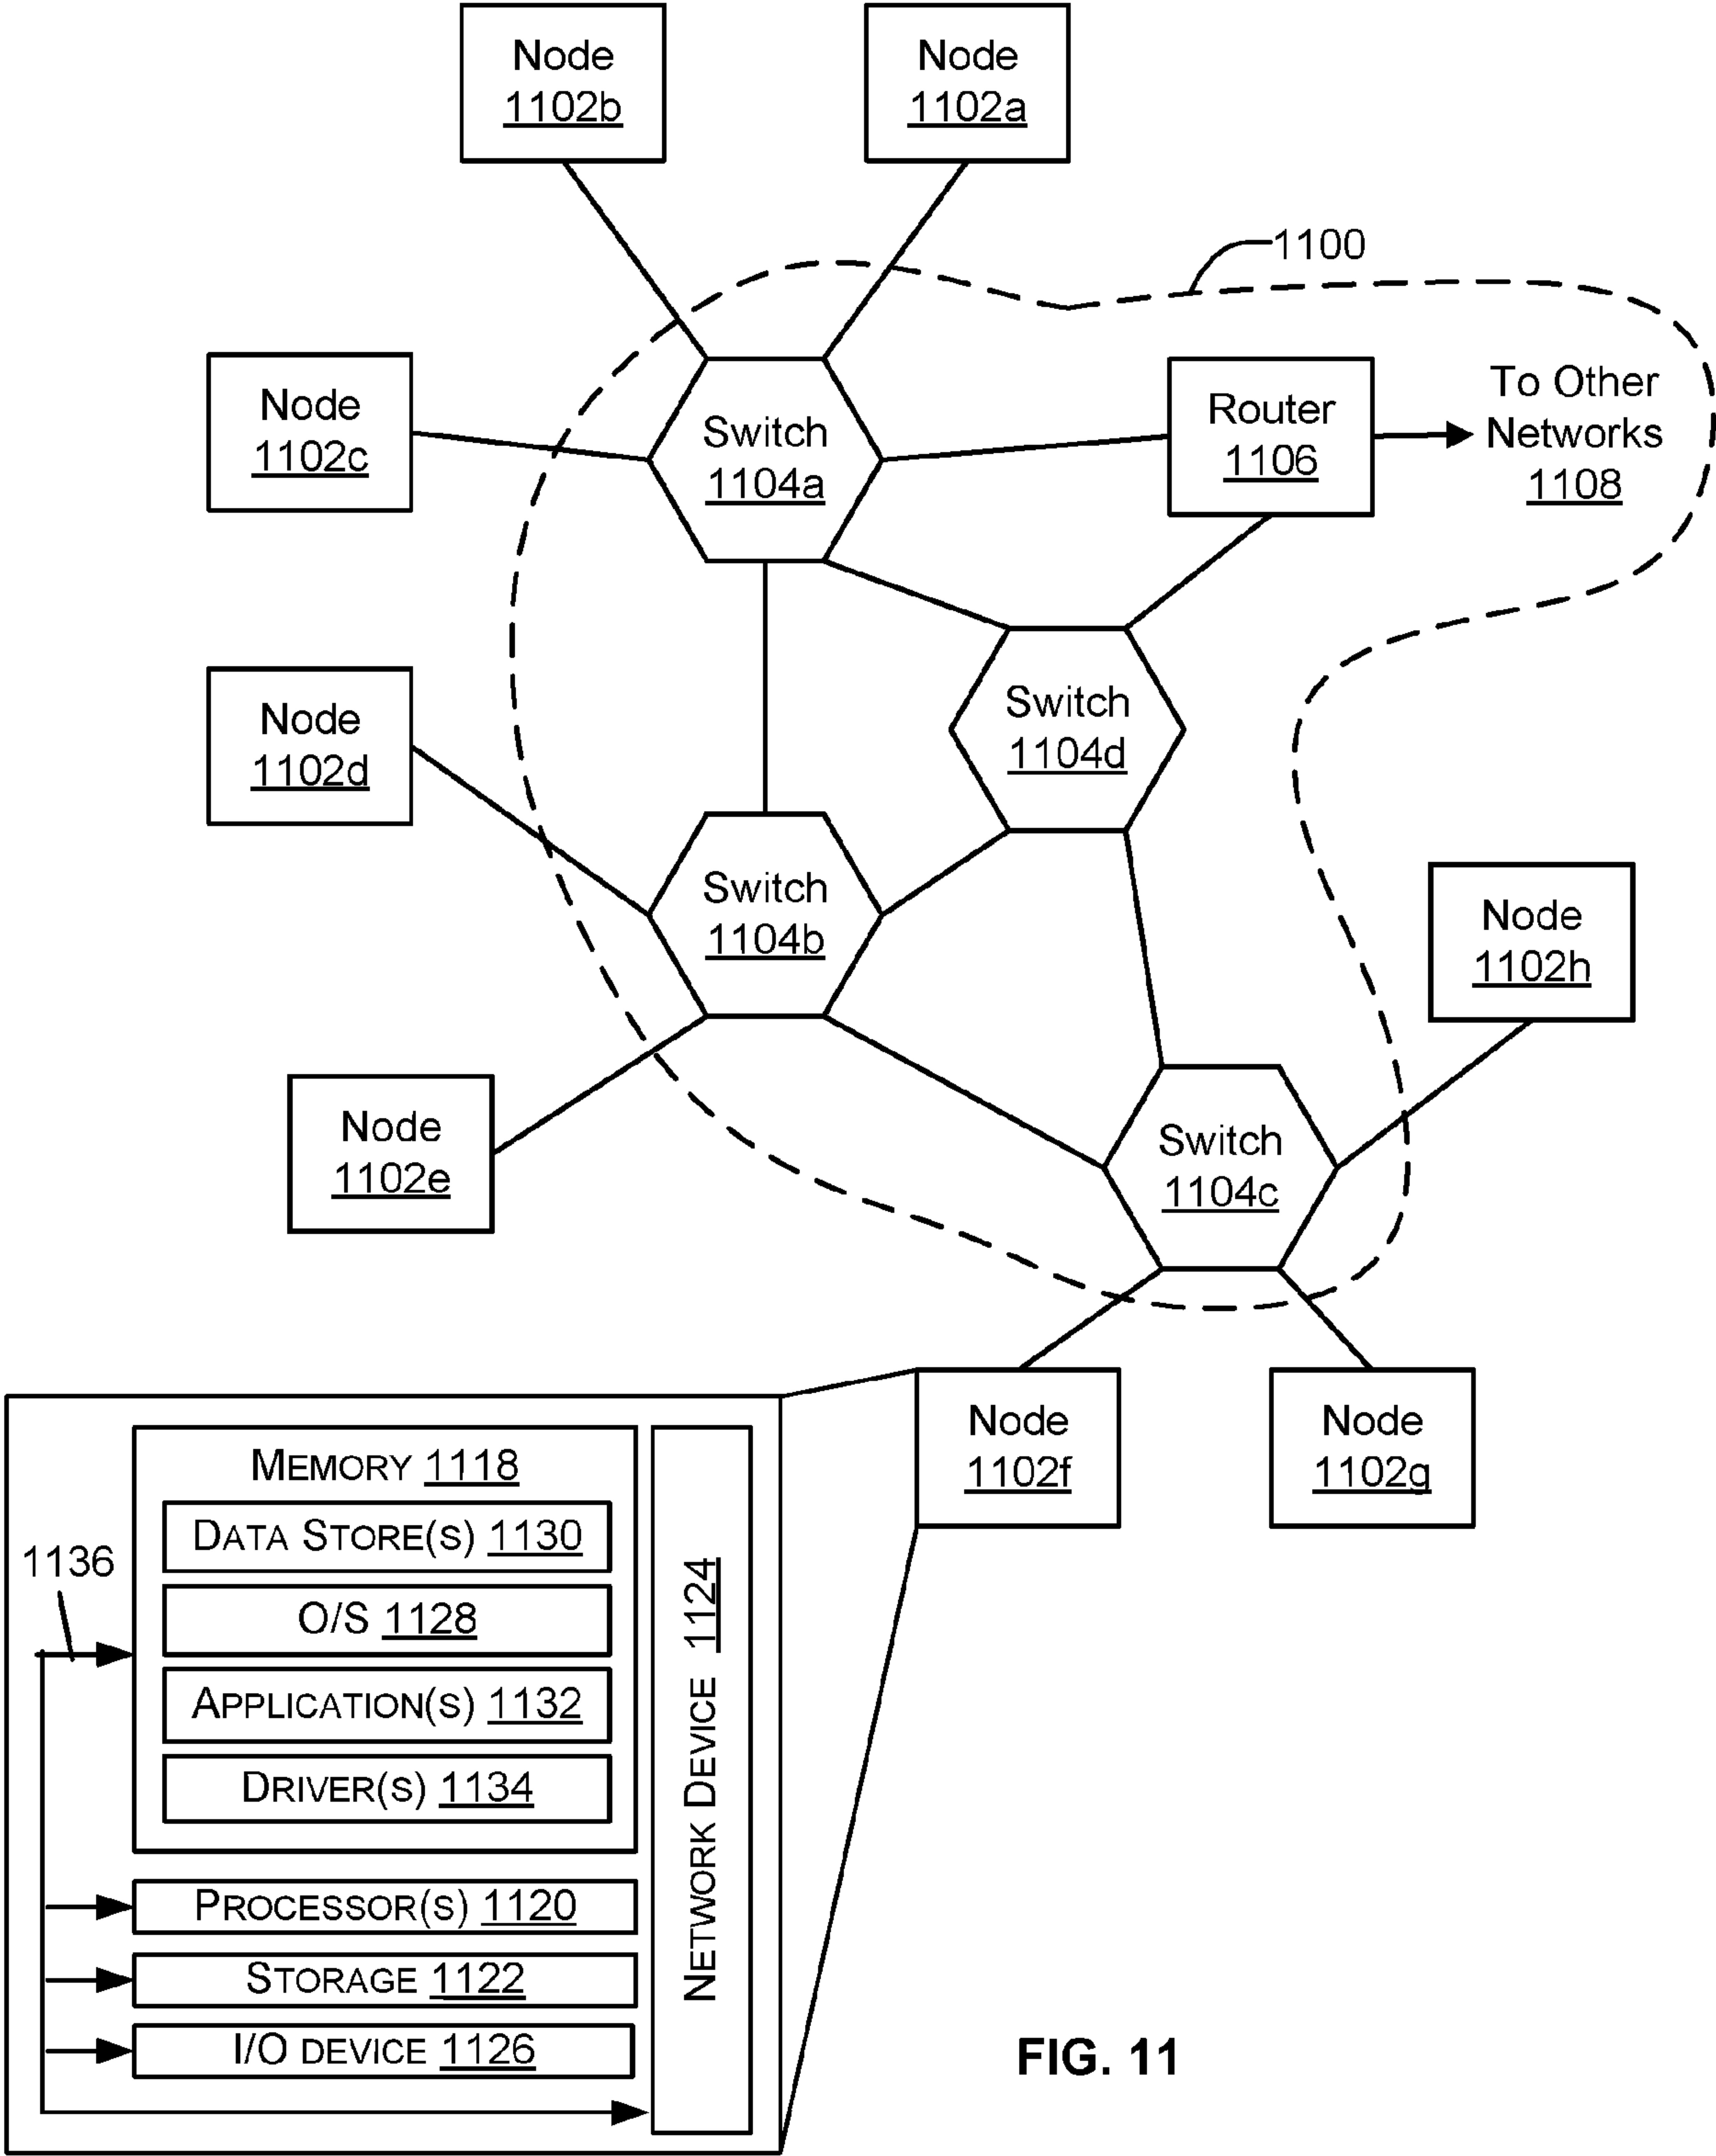 Node
1102b
Node
1102a
1100
Node
1102c
Switch
1104a
Router
1106
To Other
Networks
1108
Node
1102d
Switch
1104d
Switch
1104b
Node
1102h
Node
1102e
Switch
1104c
Node
1102f
Node
1102g
MEMORY 1118
DATA STORE(S) 1130
1136
O/S 1128
APPLICATION(S) 1132
DRIVER(S) 1134
NETWORK DEVICE 1124
PROCESSOR(S) 1120
STORAGE 1122
I/O DEVICE 1126
FIG. 11